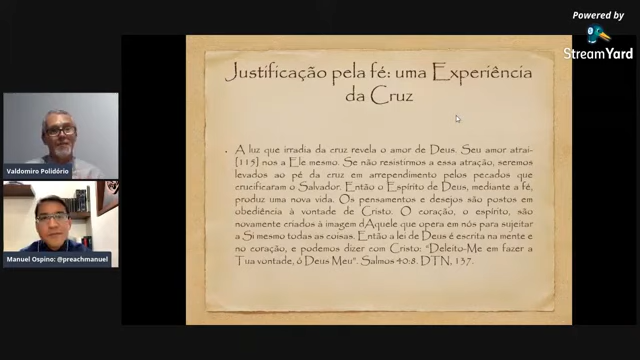 Powered by
StreamYard
Justificação pela fé: uma Experiência
da Cruz
Valdomiro Polidório
Manuel Ospino: @preachmanuel
• A luz que irradia da cruz revela o amor de Deus. Seu amor atrai-
[115] nos a Ele mesmo. Se não resistirmos a essa atração, seremos
levados ao pé da cruz em arrependimento pelos pecados que
crucificaram o Salvador. Então o Espírito de Deus, mediante a fé,
produz uma nova vida. Os pensamentos e desejos são postos em
obediência à vontade de Cristo. O coração, o espírito, são
novamente criados à imagem dAquele que opera em nós para sujeitar
a Si mesmo todas as coisas. Então a lei de Deus é escrita na mente e
no coração, e podemos dizer com Cristo: “Deleito-Me em fazer a
Tua vontade, ó Deus Meu”. Salmos 40:8. DTN, 137.